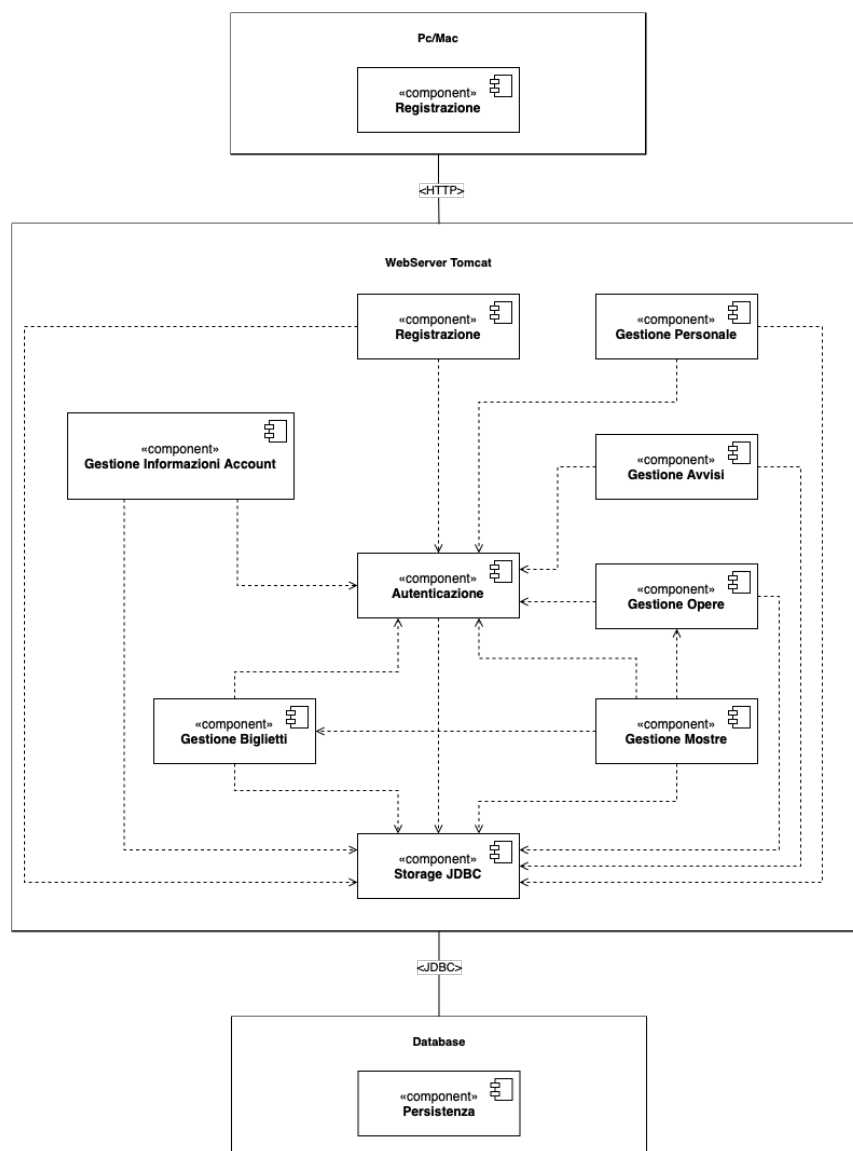 Pc/Mac
«component»
Registrazione
<HTTP>
WebServer Tomcat
«component»
Registrazione
«component»
Gestione Personale
«component»
Gestione Informazioni Account
«component»
Gestione Avvisi
«component»
Autenticazione
«component»
Gestione Opere
«component»
Gestione Biglietti
«component»
Gestione Mostre
«component»
Storage JDBC
<JDBC>
Database
«component»
Persistenza